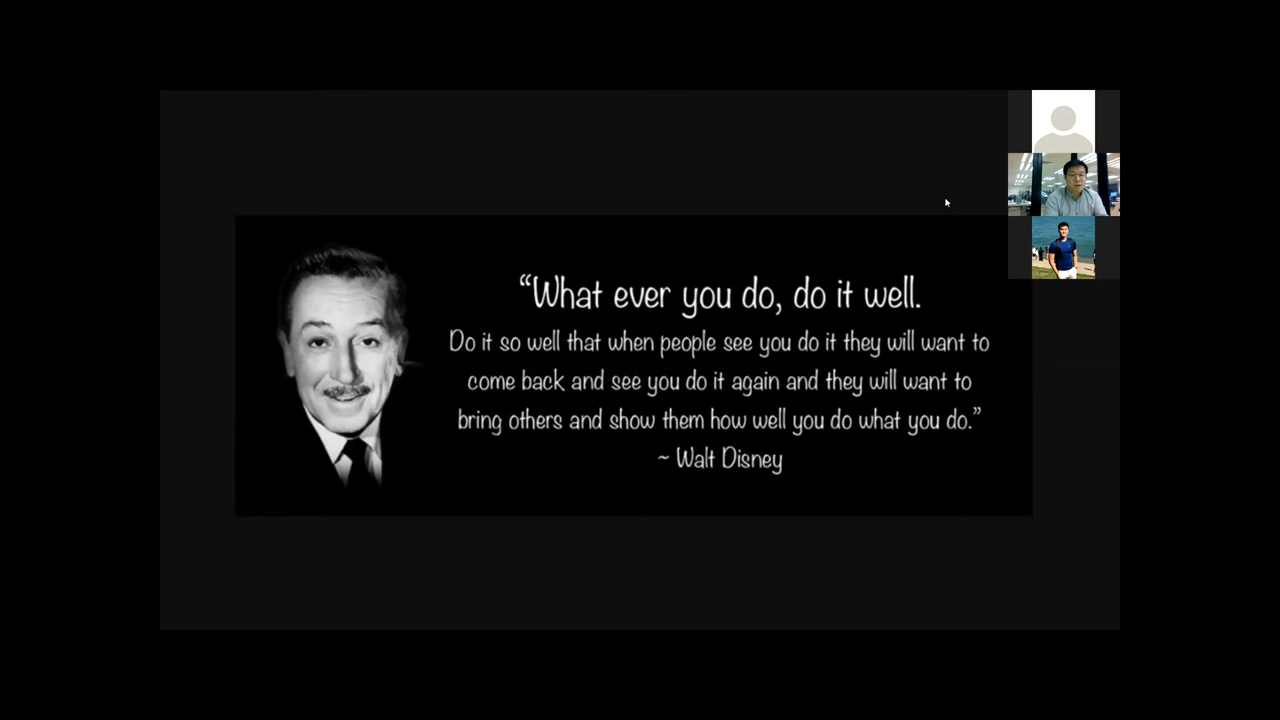 “What ever you do, do it well.
Do it so well that when people see you do it they will want to
come back and see you do it again and they will want to
bring others and show them how well you do what you do.”
~ Walt Disney